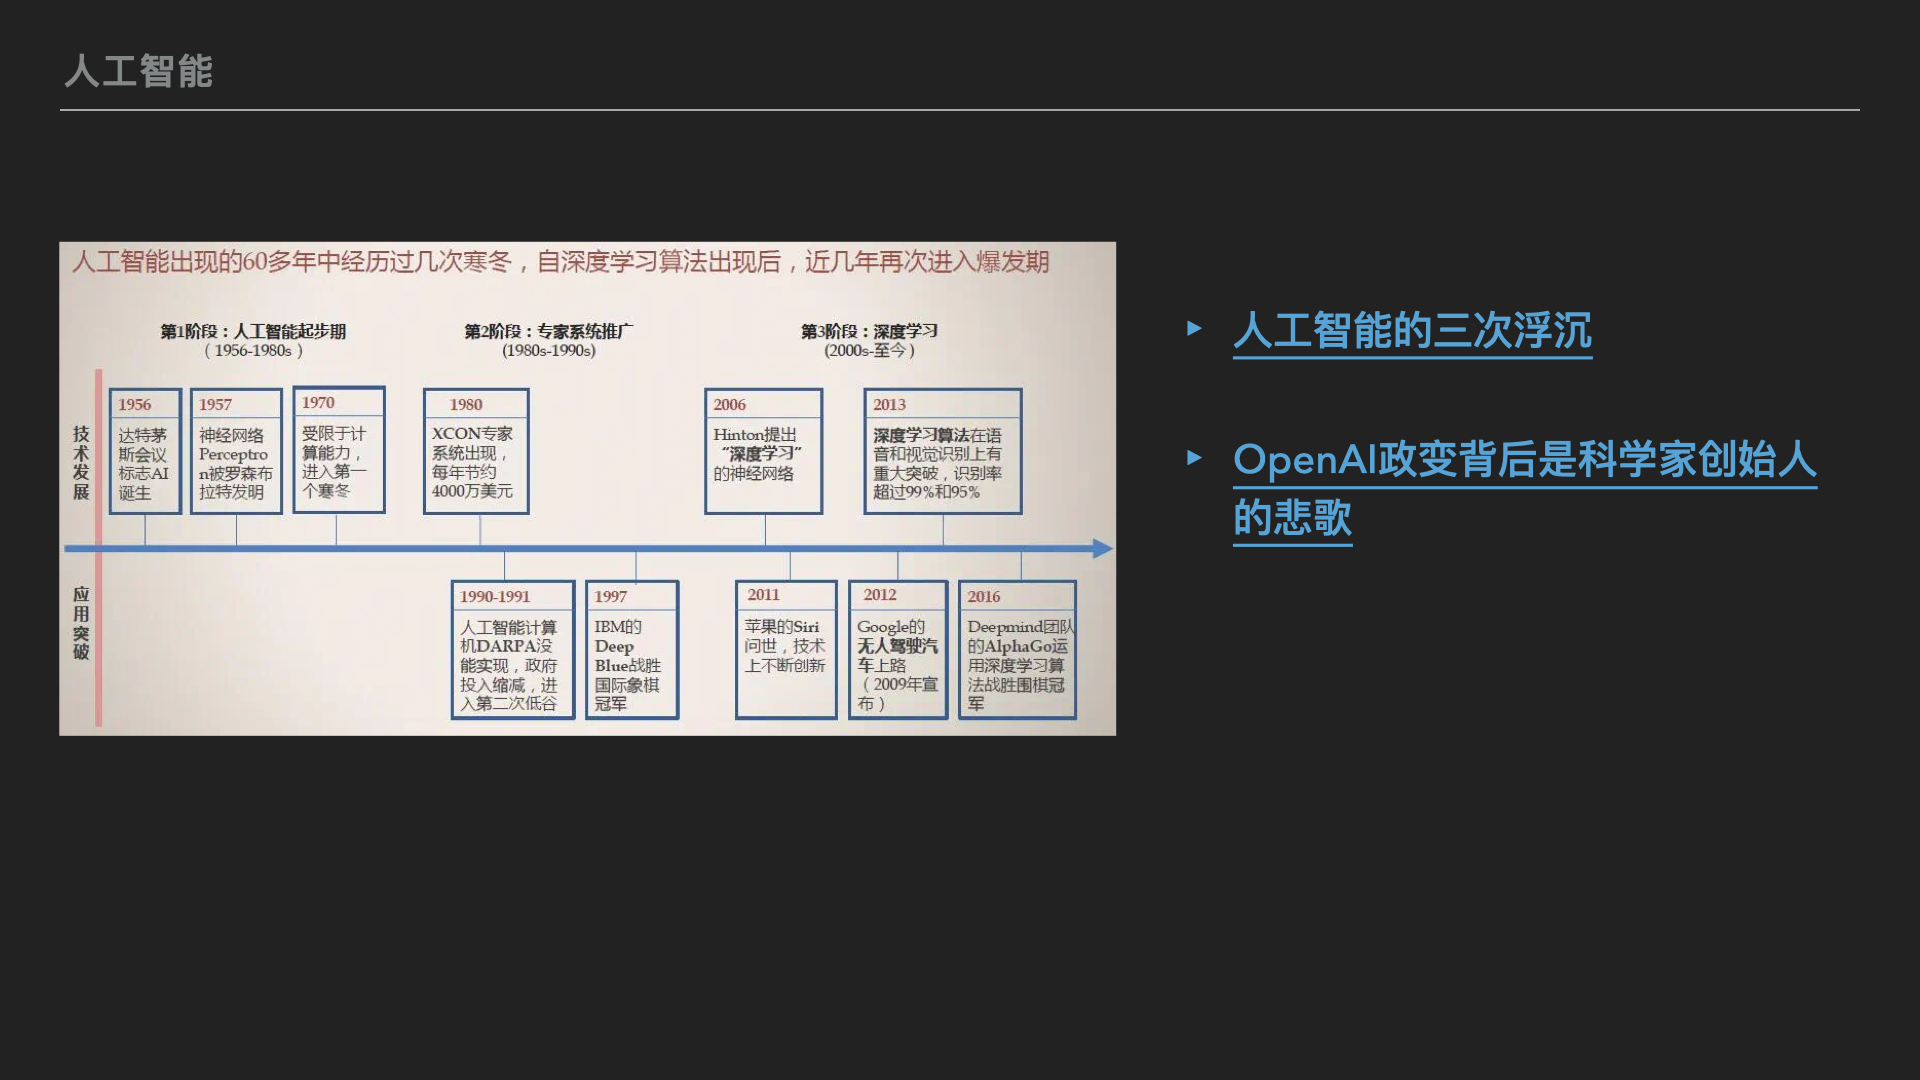 人工智能
人工智能出现的60多年中经历过几次寒冬，自深度学习算法出现后，近几年再次进入爆发期
第1阶段：人工智能起步期
（1956-1980s）
第2阶段：专家系统推广
(1980s-1990s)
第3阶段：深度学习
(2000s-至今）
技术发展
1956
达特茅
斯会议
标志AI
诞生
1957
神经网络
Perceptro
n被罗森布
拉特发明
1970
受限于计
算能力，
进入第一
个寒冬
1980
XCON专家
系统出现，
每年节约
4000万美元
2006
Hinton提出
“深度学习”
的神经网络
2013
深度学习算法在语
音和视觉识别上有
重大突破，识别率
超过99%和95%
应用突破
1990-1991
人工智能计算
机DARPA没
能实现，政府
投入缩减，进
入第二次低谷
1997
IBM的
Deep
Blue战胜
国际象棋
冠军
2011
苹果的Siri
问世，技术
上不断创新
2012
Google的
无人驾驶汽
车上路
（2009年宣
布）
2016
Deepmind团队
的AlphaGo运
用深度学习算
法战胜围棋冠
军
人工智能的三次浮沉
OpenAI政变背后是科学家创始人
的悲歌